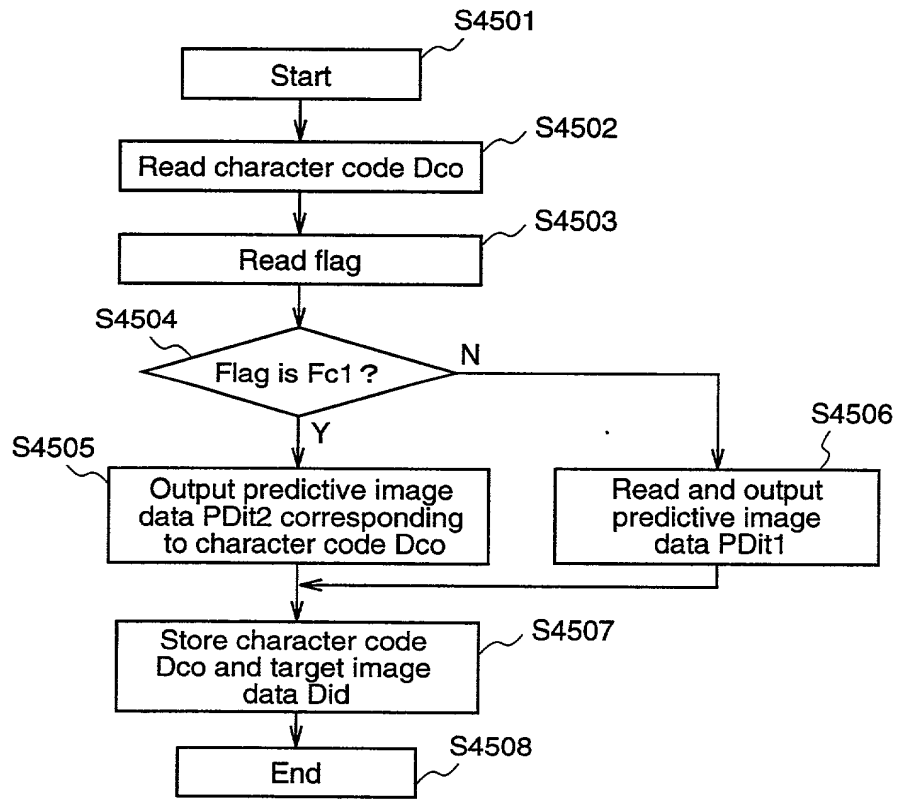 S4501
Start
S4502
Read character code Dco
S4503
Read flag
S4504
Flag is Fc1?
N
Y
S4505
Output predictive image
data PDit2 corresponding
to character code Dco
S4506
Read and output
predictive image
data PDit1
S4507
Store character code
Dco and target image
data Did
S4508
End